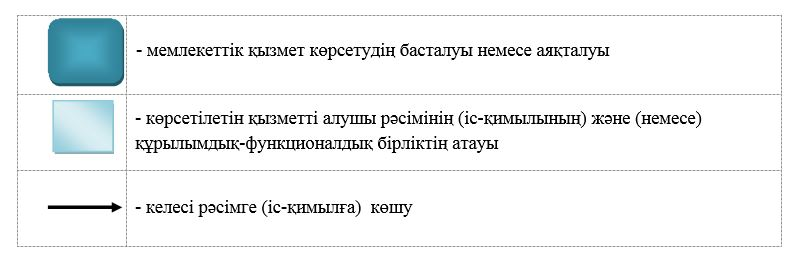 - мемлекеттік қызмет көрсетудің басталуы немесе аяқталуы
- көрсетілетін қызметті алушы рәсімінің (іс-қимылының) және (немесе)
құрылымдық-функционалдық бірліктің атауы
- келесі рәсімге (іс-қимылға) көшу